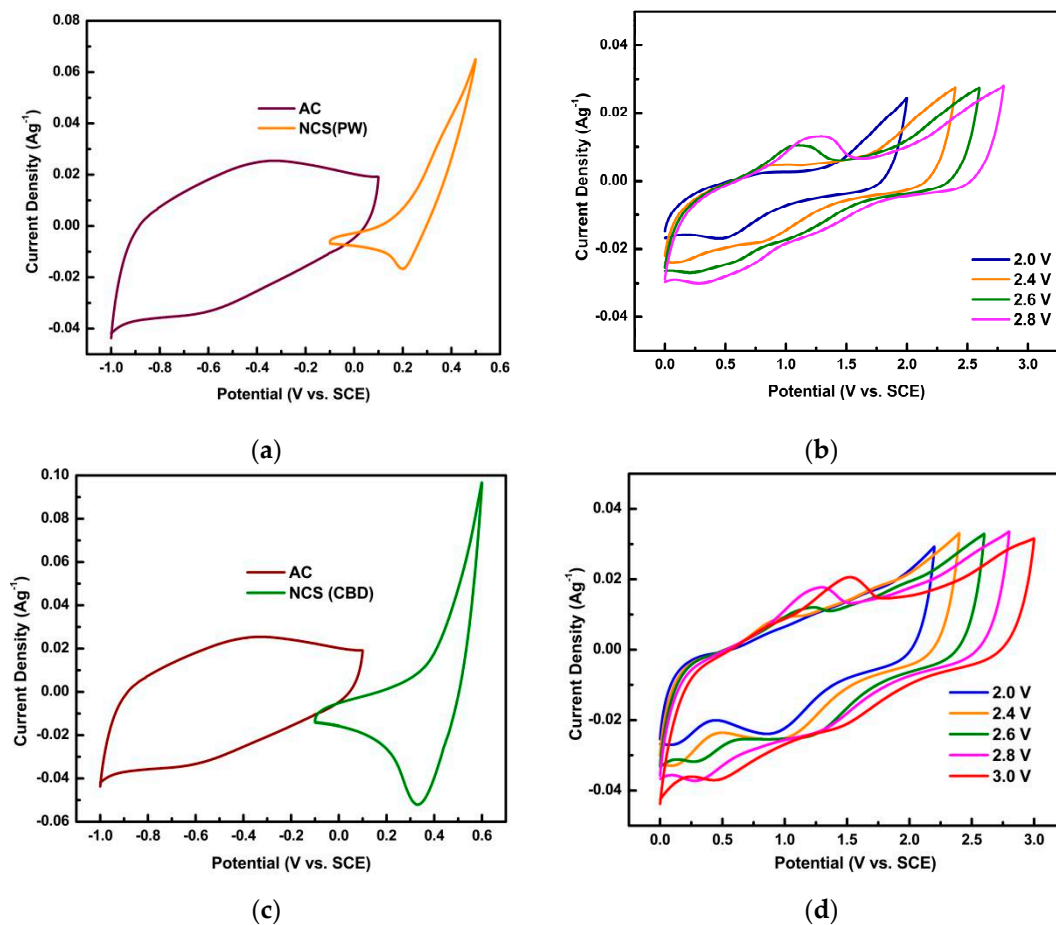 0.08
0.06
0.04
0.02
0.00
-0.02
-0.04
Current Density (Ag⁻¹)
AC
NCS(PW)
-1.0 -0.8 -0.6 -0.4 -0.2 0.0 0.2 0.4 0.6
Potential (V vs. SCE)
(a)
0.04
0.02
0.00
-0.02
-0.04
Current Density (Ag⁻¹)
2.0 V
2.4 V
2.6 V
2.8 V
0.0 0.5 1.0 1.5 2.0 2.5 3.0
Potential (V vs. SCE)
(b)
0.10
0.08
0.06
0.04
0.02
0.00
-0.02
-0.04
-0.06
Current Density (Ag⁻¹)
AC
NCS (CBD)
-1.0 -0.8 -0.6 -0.4 -0.2 0.0 0.2 0.4 0.6
Potential (V vs. SCE)
(c)
0.04
0.02
0.00
-0.02
-0.04
Current Density (Ag⁻¹)
2.0 V
2.4 V
2.6 V
2.8 V
3.0 V
0.0 0.5 1.0 1.5 2.0 2.5 3.0
Potential (V vs. SCE)
(d)